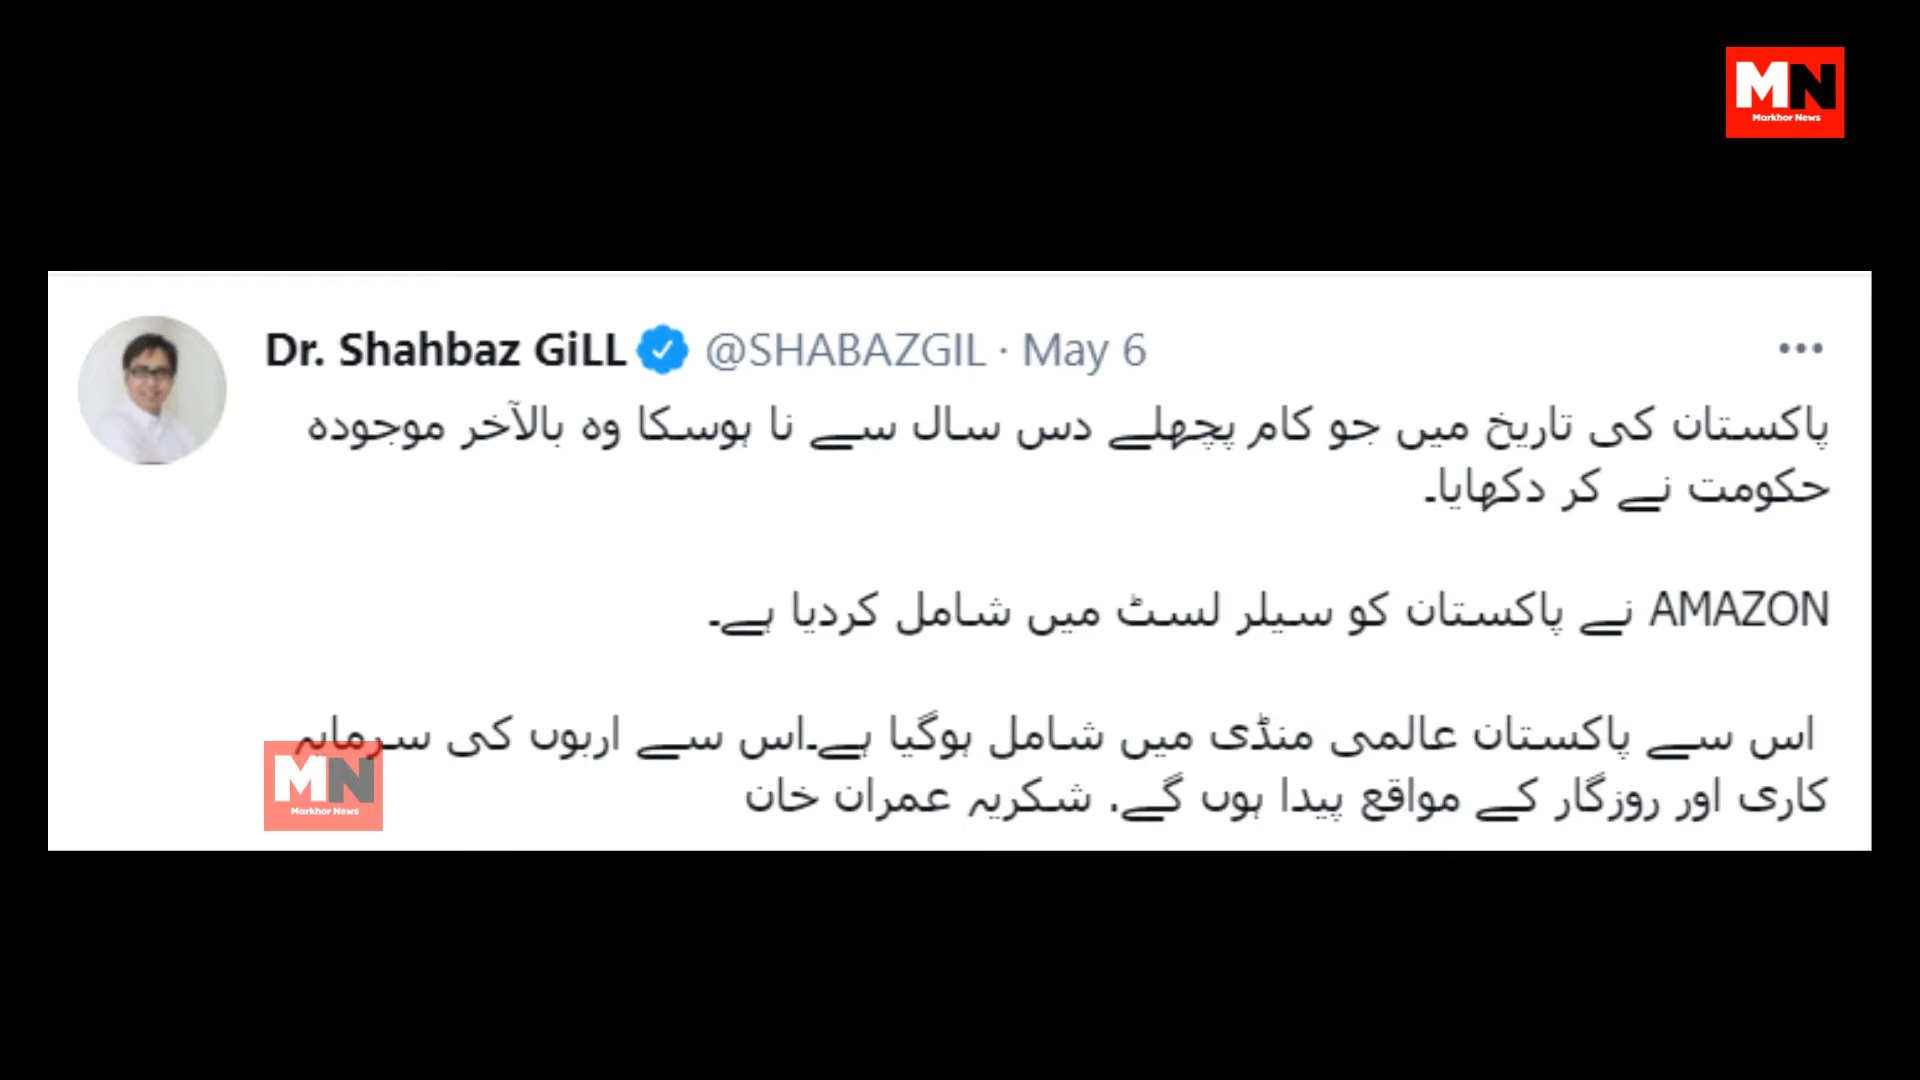 MN
Markhor News
Dr. Shahbaz GiLL @SHABAZGIL · May 6
پاکستان کی تاریخ میں جو کام پچھلے دس سال سے نا ہوسکا وہ بالآخر موجودہ
حکومت نے کر دکھایا۔
AMAZON نے پاکستان کو سیلر لسٹ میں شامل کردیا ہے۔
اس سے پاکستان عالمی منڈی میں شامل ہوگیا ہے۔اس سے اربوں کی سرمایہ
کاری اور روزگار کے مواقع پیدا ہوں گے. شکریہ عمران خان
MN
Markhor News